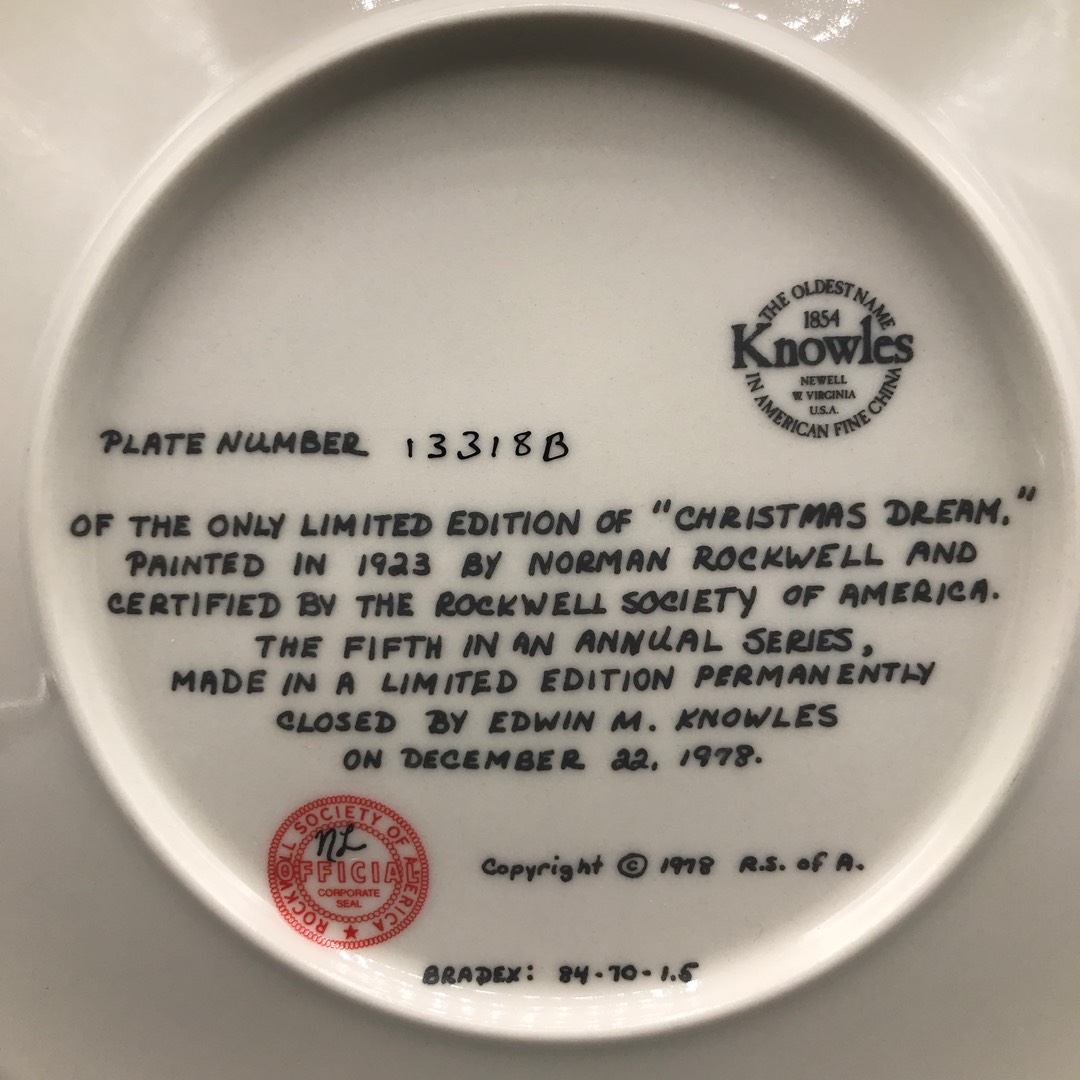 THE OLDEST NAME
1854
Knowles
NEWELL
W. VIRGINIA
U.S.A.
IN AMERICAN FINE CHINA
PLATE NUMBER 13318B
OF THE ONLY LIMITED EDITION OF "CHRISTMAS DREAM,"
PAINTED IN 1923 BY NORMAN ROCKWELL AND
CERTIFIED BY THE ROCKWELL SOCIETY OF AMERICA.
THE FIFTH IN AN ANNUAL SERIES,
MADE IN A LIMITED EDITION PERMANENTLY
CLOSED BY EDWIN M. KNOWLES
ON DECEMBER 22, 1978.
ROCKWELL SOCIETY OF AMERICA
NL
OFFICIAL
CORPORATE
SEAL
Copyright © 1978 R.S. of A.
BRADEX: 84-70-1.5